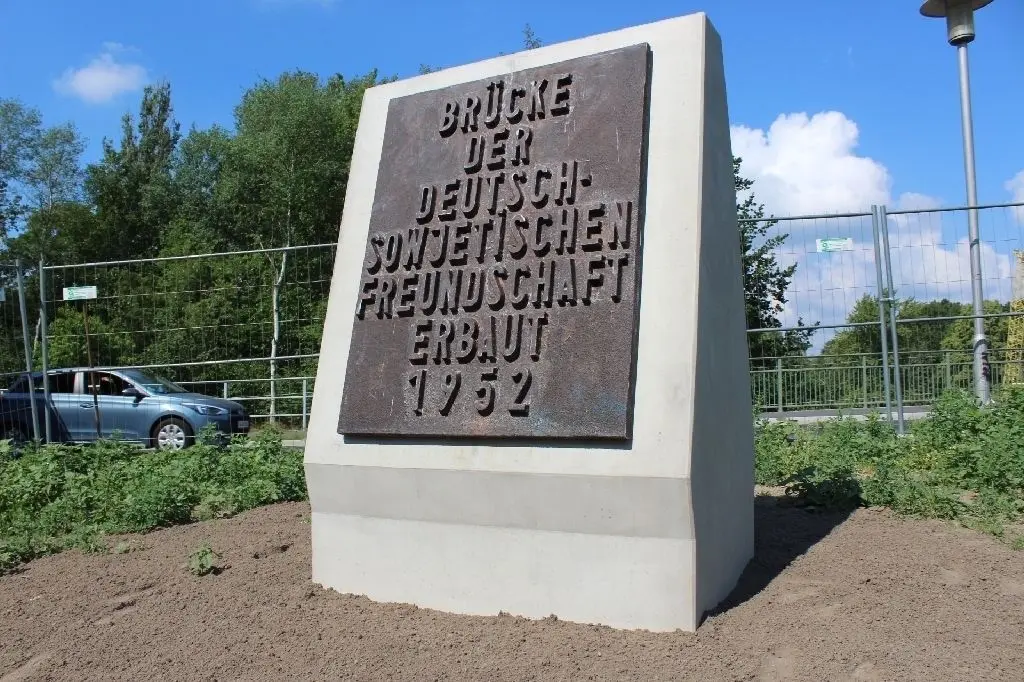 BRÜCKE
DER
DEUTSCH-
SOWJETISCHEN
FREUNDSCHAFT
ERBAUT
1952